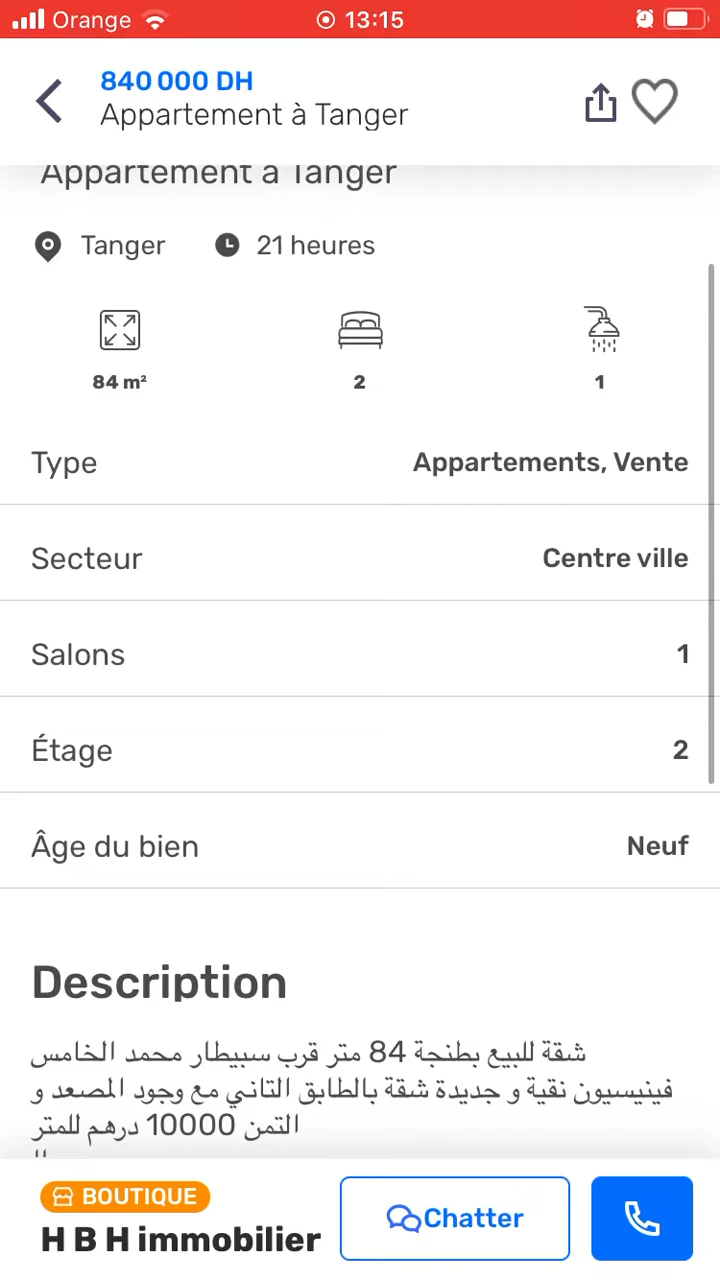 Orange 13:15
840 000 DH
Appartement à Tanger
Appartement à Tanger
Tanger 21 heures
84 m² 2 1
Type Appartements, Vente
Secteur Centre ville
Salons 1
Étage 2
Âge du bien Neuf
Description
شقة للبيع بطنجة 84 متر قرب سبيطار محمد الخامس
فينيسيون نقية و جديدة شقة بالطابق التاني مع وجود المصعد و
التمن 10000 درهم للمتر
BOUTIQUE
H B H immobilier
Chatter